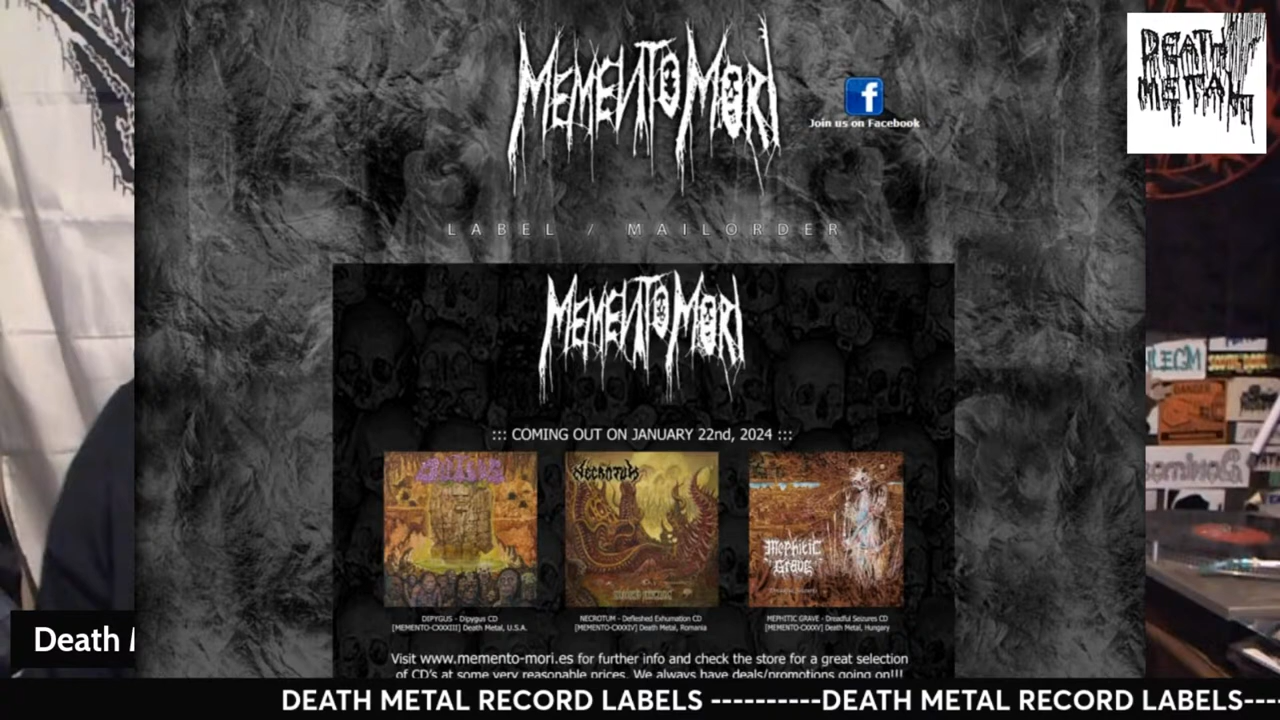 MEMENTO MORI
DEATH
METAL
Join us on Facebook
LABEL / MAILORDER
MEMENTO MORI
::: COMING OUT ON JANUARY 22nd, 2024 :::
NECROTUM
Mephitic
Grave
DIPYGUS - Dipygus CD
[MEMENTO-CXXXIII] Death Metal, U.S.A.
NECROTUM - Defleshed Exhumation CD
[MEMENTO-CXXXIV] Death Metal, Romania
MEPHITIC GRAVE - Dreadful Seizures CD
[MEMENTO-CXXXV] Death Metal, Hungary
Visit www.memento-mori.es for further info and check the store for a great selection
of CD's at some very reasonable prices. We always have deals/promotions going on!!!
DANGER
Death
DEATH METAL RECORD LABELS ----------DEATH METAL RECORD LABELS---